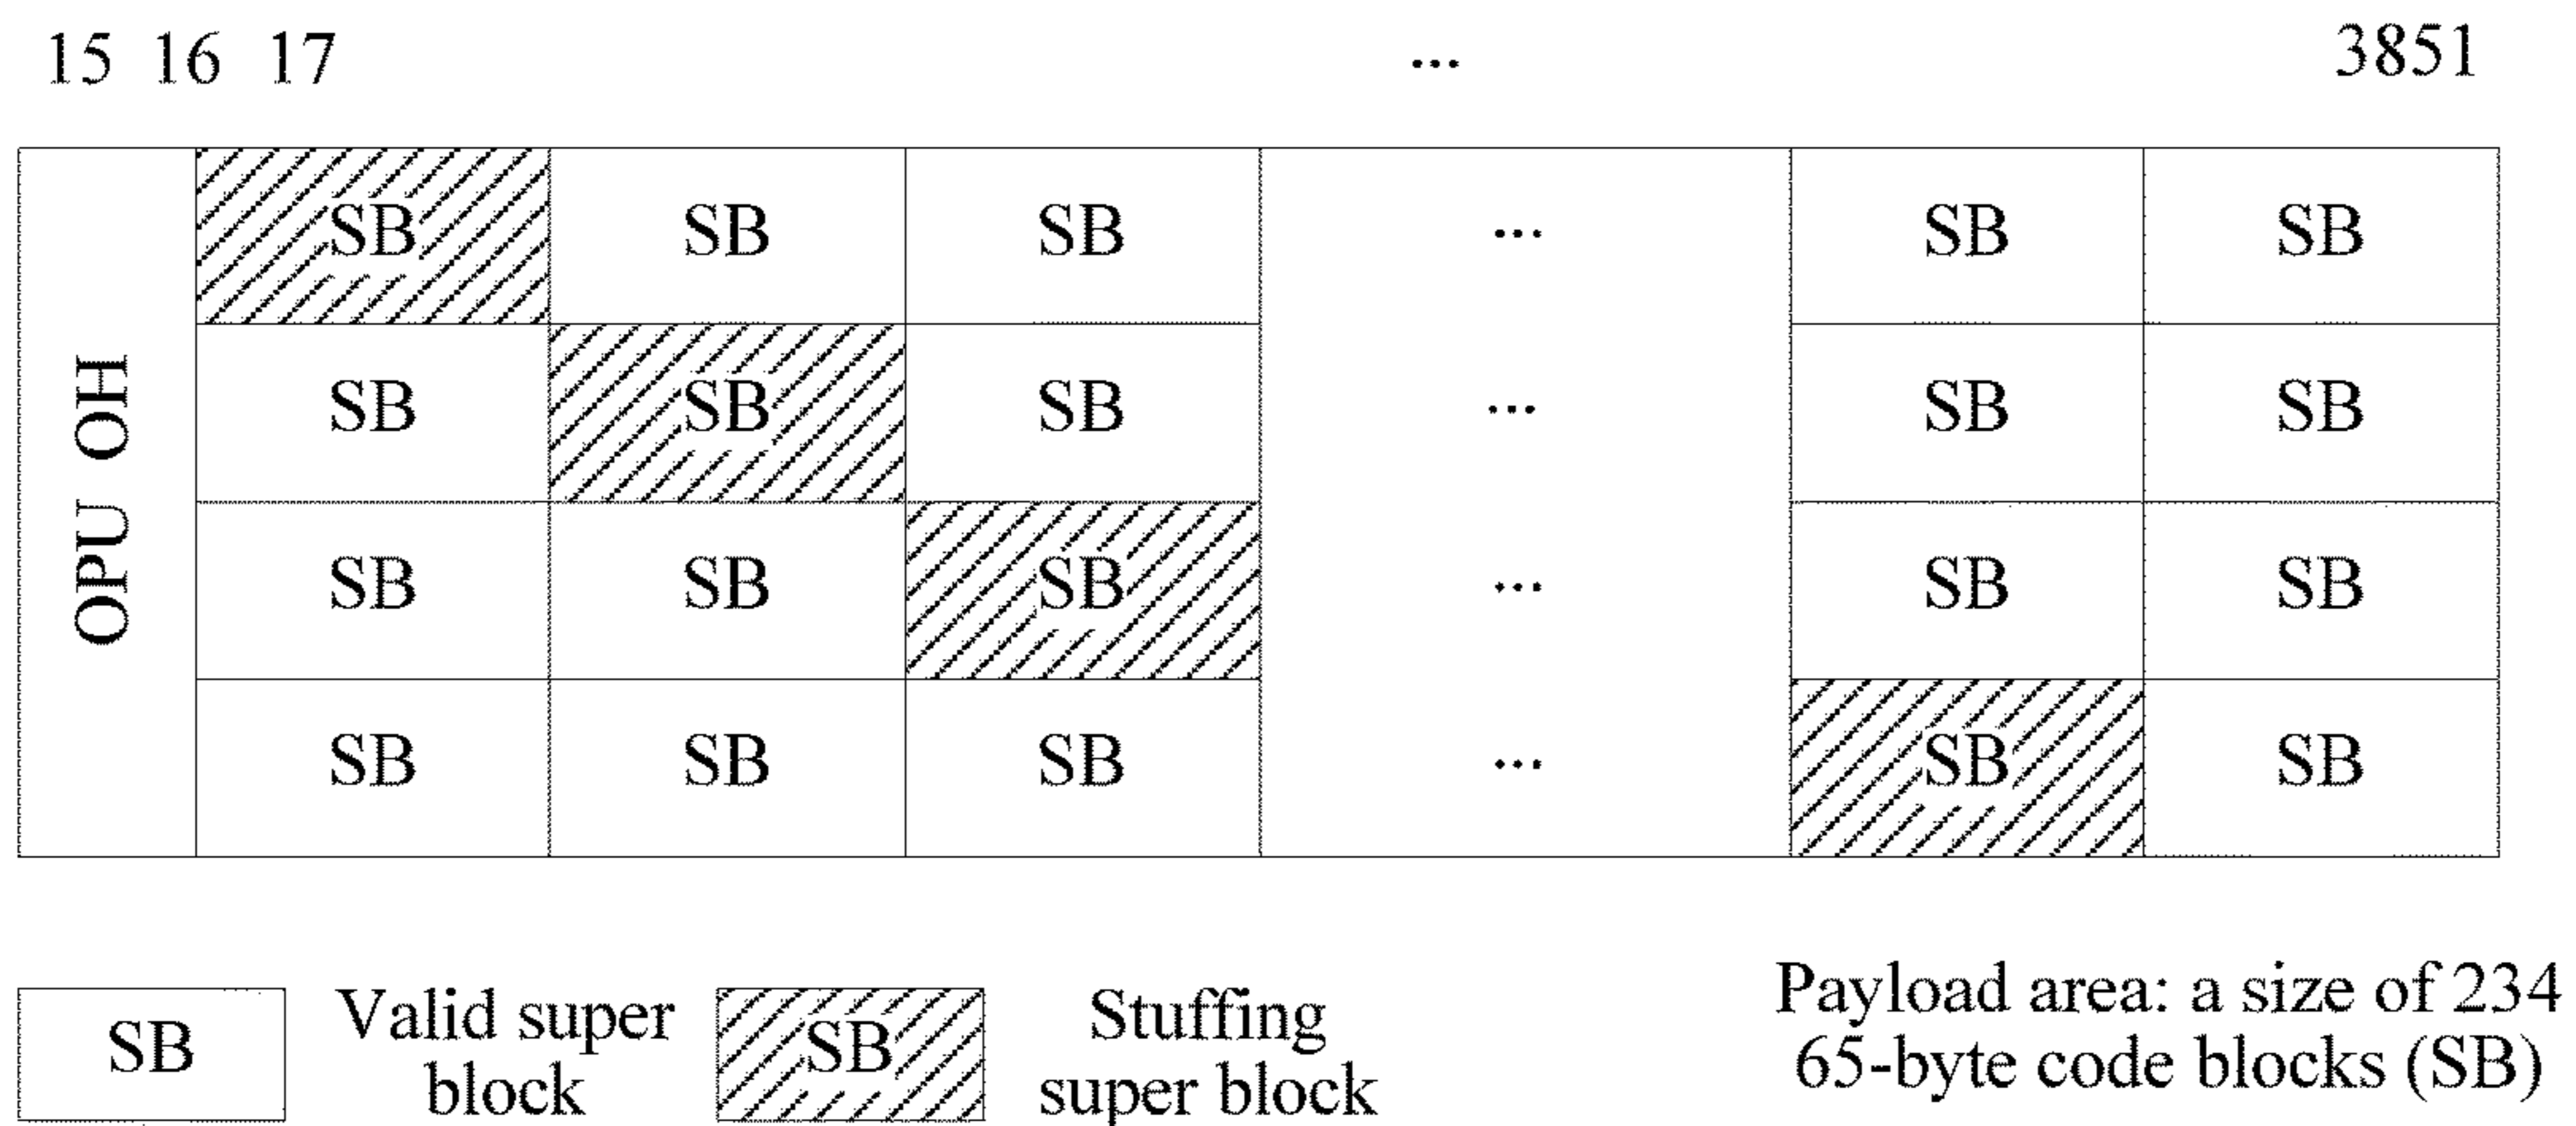 15 16 17 ... 3851
SB SB SB ... SB SB
SB SB SB ... SB SB
OPU OH
SB SB SB ... SB SB
SB SB SB ... SB SB
SB Valid super block SB Stuffing super block
Payload area: a size of 234
65-byte code blocks (SB)